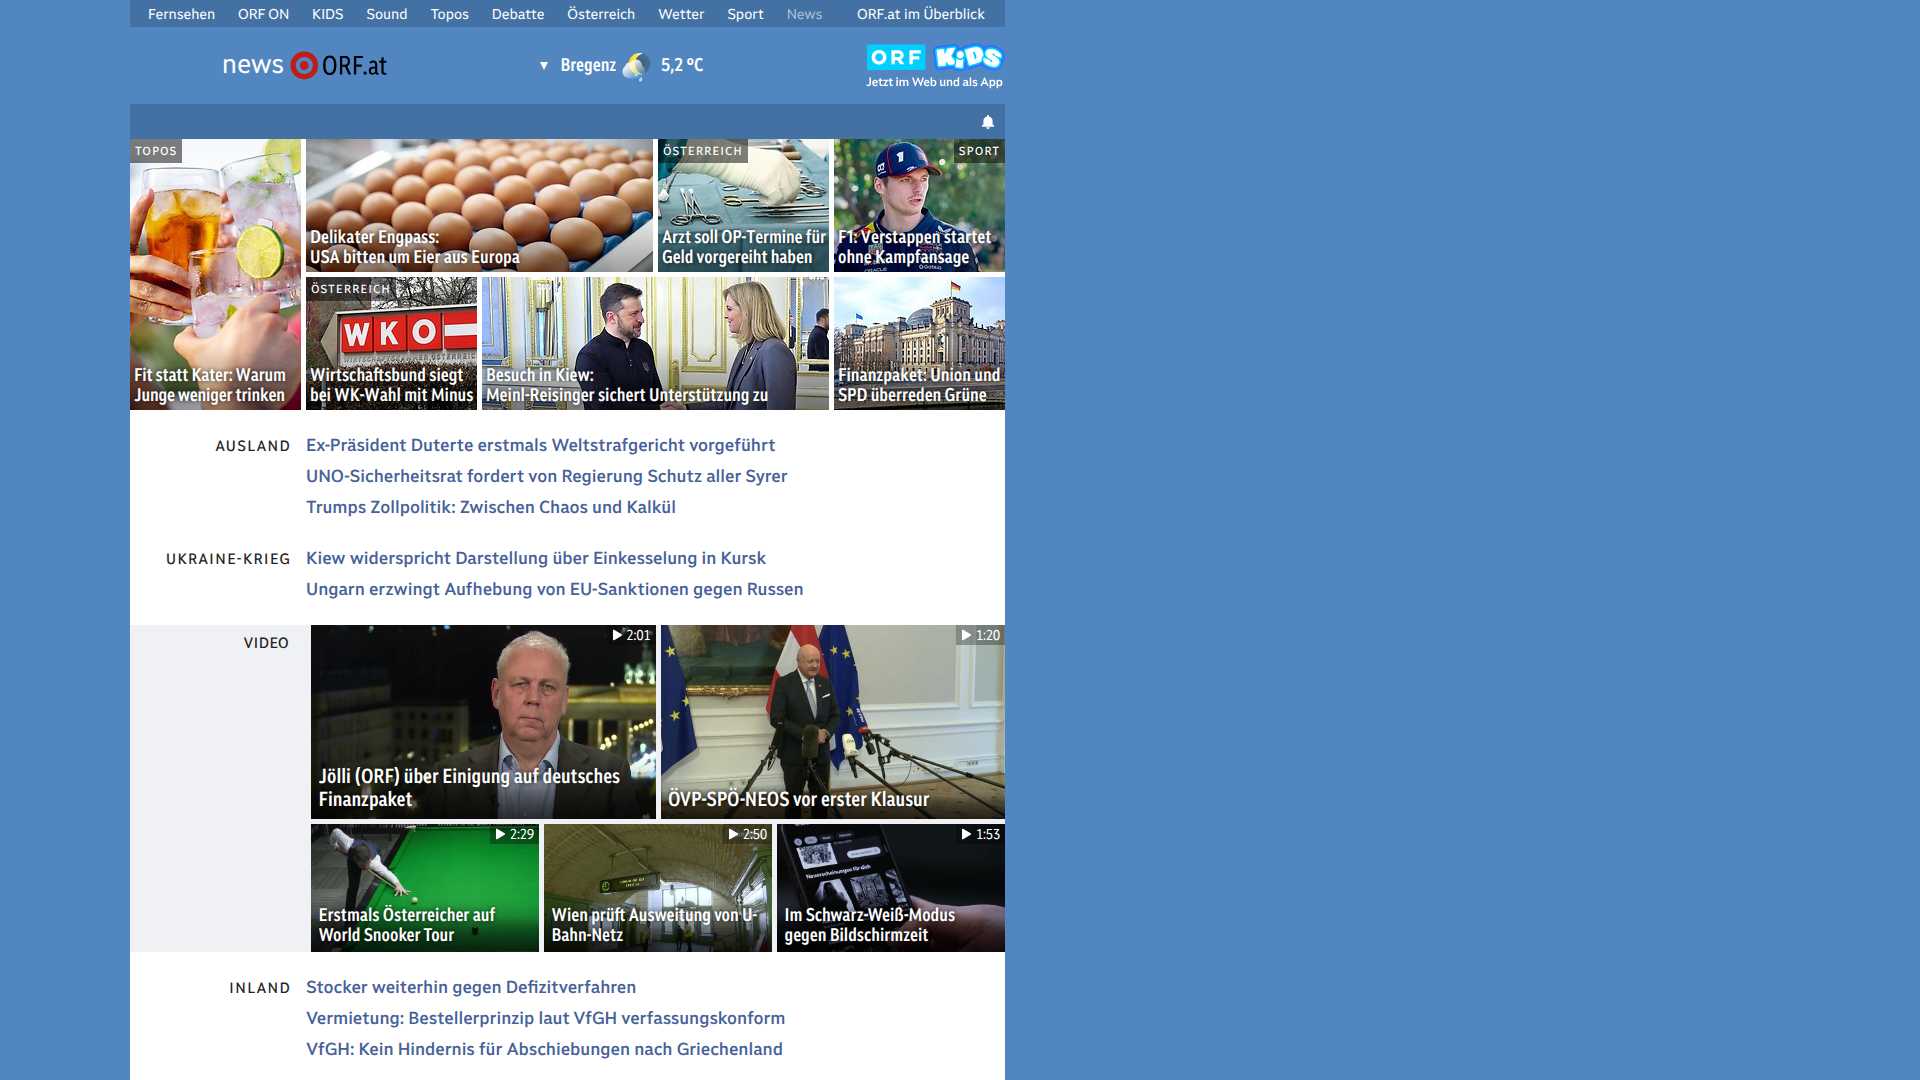 Fernsehen ORF ON KIDS Sound Topos Debatte Österreich Wetter Sport News ORF.at im Überblick
news ORF.at
Bregenz 5,2 °C
ORF KiDS
Jetzt im Web und als App
TOPOS
Fit statt Kater: Warum
Junge weniger trinken
Delikater Engpass:
USA bitten um Eier aus Europa
ÖSTERREICH
Arzt soll OP-Termine für
Geld vorgereiht haben
SPORT
F1: Verstappen startet
ohne Kampfansage
ÖSTERREICH
WKO
Wirtschaftsbund siegt
bei WK-Wahl mit Minus
Besuch in Kiew:
Meinl-Reisinger sichert Unterstützung zu
Finanzpaket: Union und
SPD überreden Grüne
AUSLAND
Ex-Präsident Duterte erstmals Weltstrafgericht vorgeführt
UNO-Sicherheitsrat fordert von Regierung Schutz aller Syrer
Trumps Zollpolitik: Zwischen Chaos und Kalkül
UKRAINE-KRIEG
Kiew widerspricht Darstellung über Einkesselung in Kursk
Ungarn erzwingt Aufhebung von EU-Sanktionen gegen Russen
VIDEO
2:01
Jölli (ORF) über Einigung auf deutsches
Finanzpaket
1:20
ÖVP-SPÖ-NEOS vor erster Klausur
2:29
Erstmals Österreicher auf
World Snooker Tour
2:50
Wien prüft Ausweitung von U-
Bahn-Netz
1:53
Im Schwarz-Weiß-Modus
gegen Bildschirmzeit
INLAND
Stocker weiterhin gegen Defizitverfahren
Vermietung: Bestellerprinzip laut VfGH verfassungskonform
VfGH: Kein Hindernis für Abschiebungen nach Griechenland